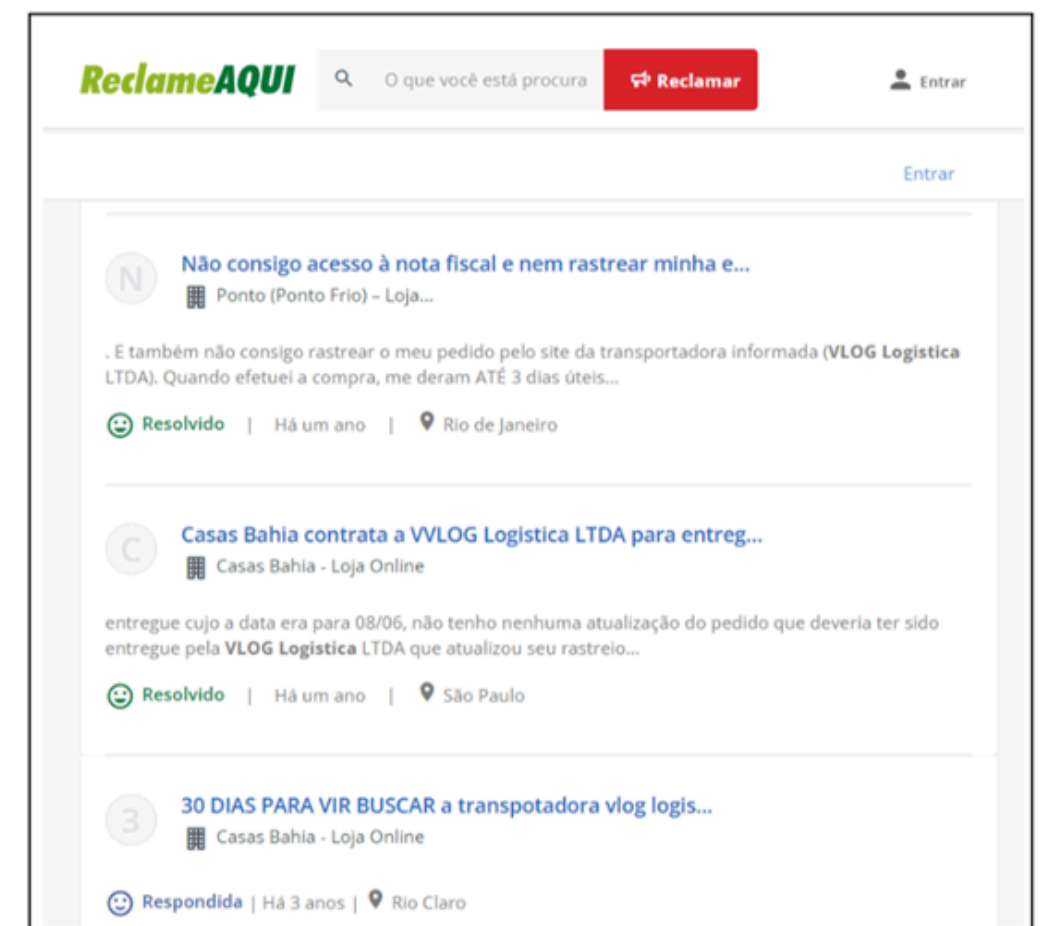 ReclameAQUI
O que você está procura
Reclamar
Entrar
Entrar
N
Não consigo acesso à nota fiscal e nem rastrear minha e...
Ponto (Ponto Frio) – Loja...
. E também não consigo rastrear o meu pedido pelo site da transportadora informada (VLOG Logistica
LTDA). Quando efetuei a compra, me deram ATÉ 3 dias úteis...
Resolvido | Há um ano | Rio de Janeiro
C
Casas Bahia contrata a VVLOG Logistica LTDA para entreg...
Casas Bahia - Loja Online
entregue cujo a data era para 08/06, não tenho nenhuma atualização do pedido que deveria ter sido
entregue pela VLOG Logistica LTDA que atualizou seu rastreio...
Resolvido | Há um ano | São Paulo
3
30 DIAS PARA VIR BUSCAR a transpotadora vlog logis...
Casas Bahia - Loja Online
Respondida | Há 3 anos | Rio Claro